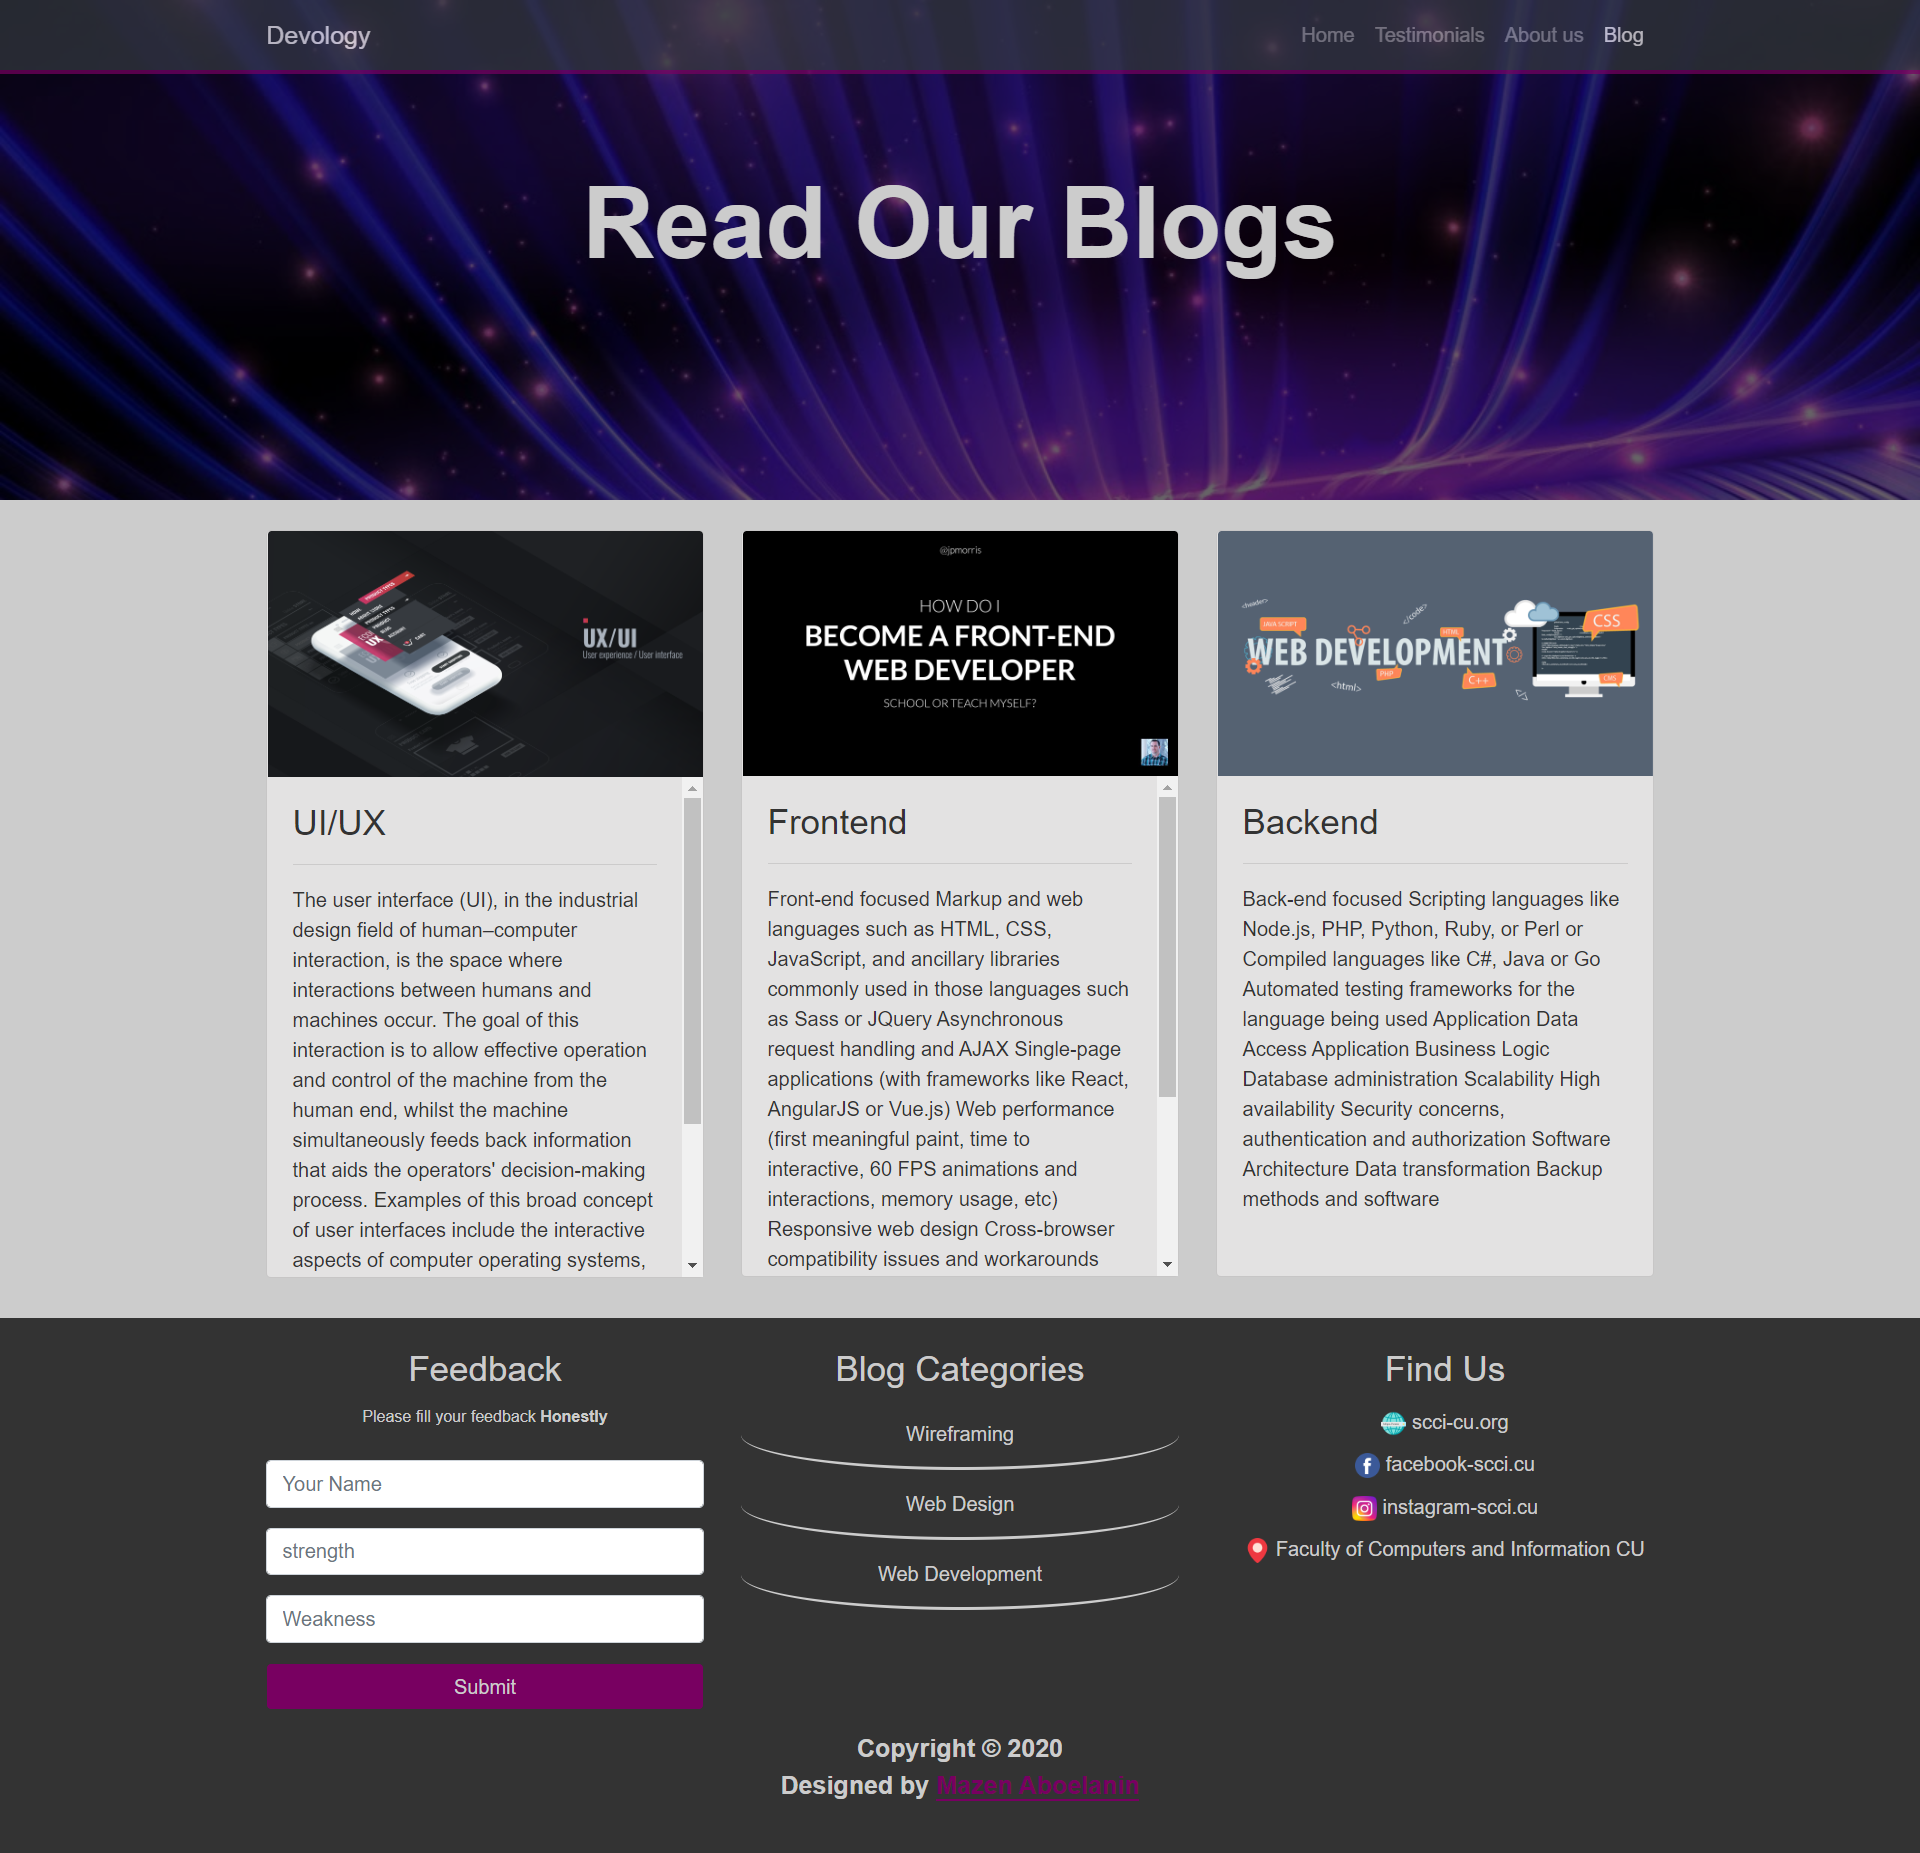 Devology
Home Testimonials About us Blog
Read Our Blogs
UX/UI
User experience / User interface
@jpmorris
HOW DO I
BECOME A FRONT-END
WEB DEVELOPER
SCHOOL OR TEACH MYSELF?
<header>
JAVA SCRIPT
</code>
HTML
CSS
WEB DEVELOPMENT
PHP
<html>
C++
CMS
</>
UI/UX
The user interface (UI), in the industrial
design field of human–computer
interaction, is the space where
interactions between humans and
machines occur. The goal of this
interaction is to allow effective operation
and control of the machine from the
human end, whilst the machine
simultaneously feeds back information
that aids the operators' decision-making
process. Examples of this broad concept
of user interfaces include the interactive
aspects of computer operating systems,
Frontend
Front-end focused Markup and web
languages such as HTML, CSS,
JavaScript, and ancillary libraries
commonly used in those languages such
as Sass or JQuery Asynchronous
request handling and AJAX Single-page
applications (with frameworks like React,
AngularJS or Vue.js) Web performance
(first meaningful paint, time to
interactive, 60 FPS animations and
interactions, memory usage, etc)
Responsive web design Cross-browser
compatibility issues and workarounds
Backend
Back-end focused Scripting languages like
Node.js, PHP, Python, Ruby, or Perl or
Compiled languages like C#, Java or Go
Automated testing frameworks for the
language being used Application Data
Access Application Business Logic
Database administration Scalability High
availability Security concerns,
authentication and authorization Software
Architecture Data transformation Backup
methods and software
Feedback
Please fill your feedback Honestly
Your Name
strength
Weakness
Submit
Blog Categories
Wireframing
Web Design
Web Development
Find Us
scci-cu.org
facebook-scci.cu
instagram-scci.cu
Faculty of Computers and Information CU
Copyright © 2020
Designed by Mazen Aboelanin